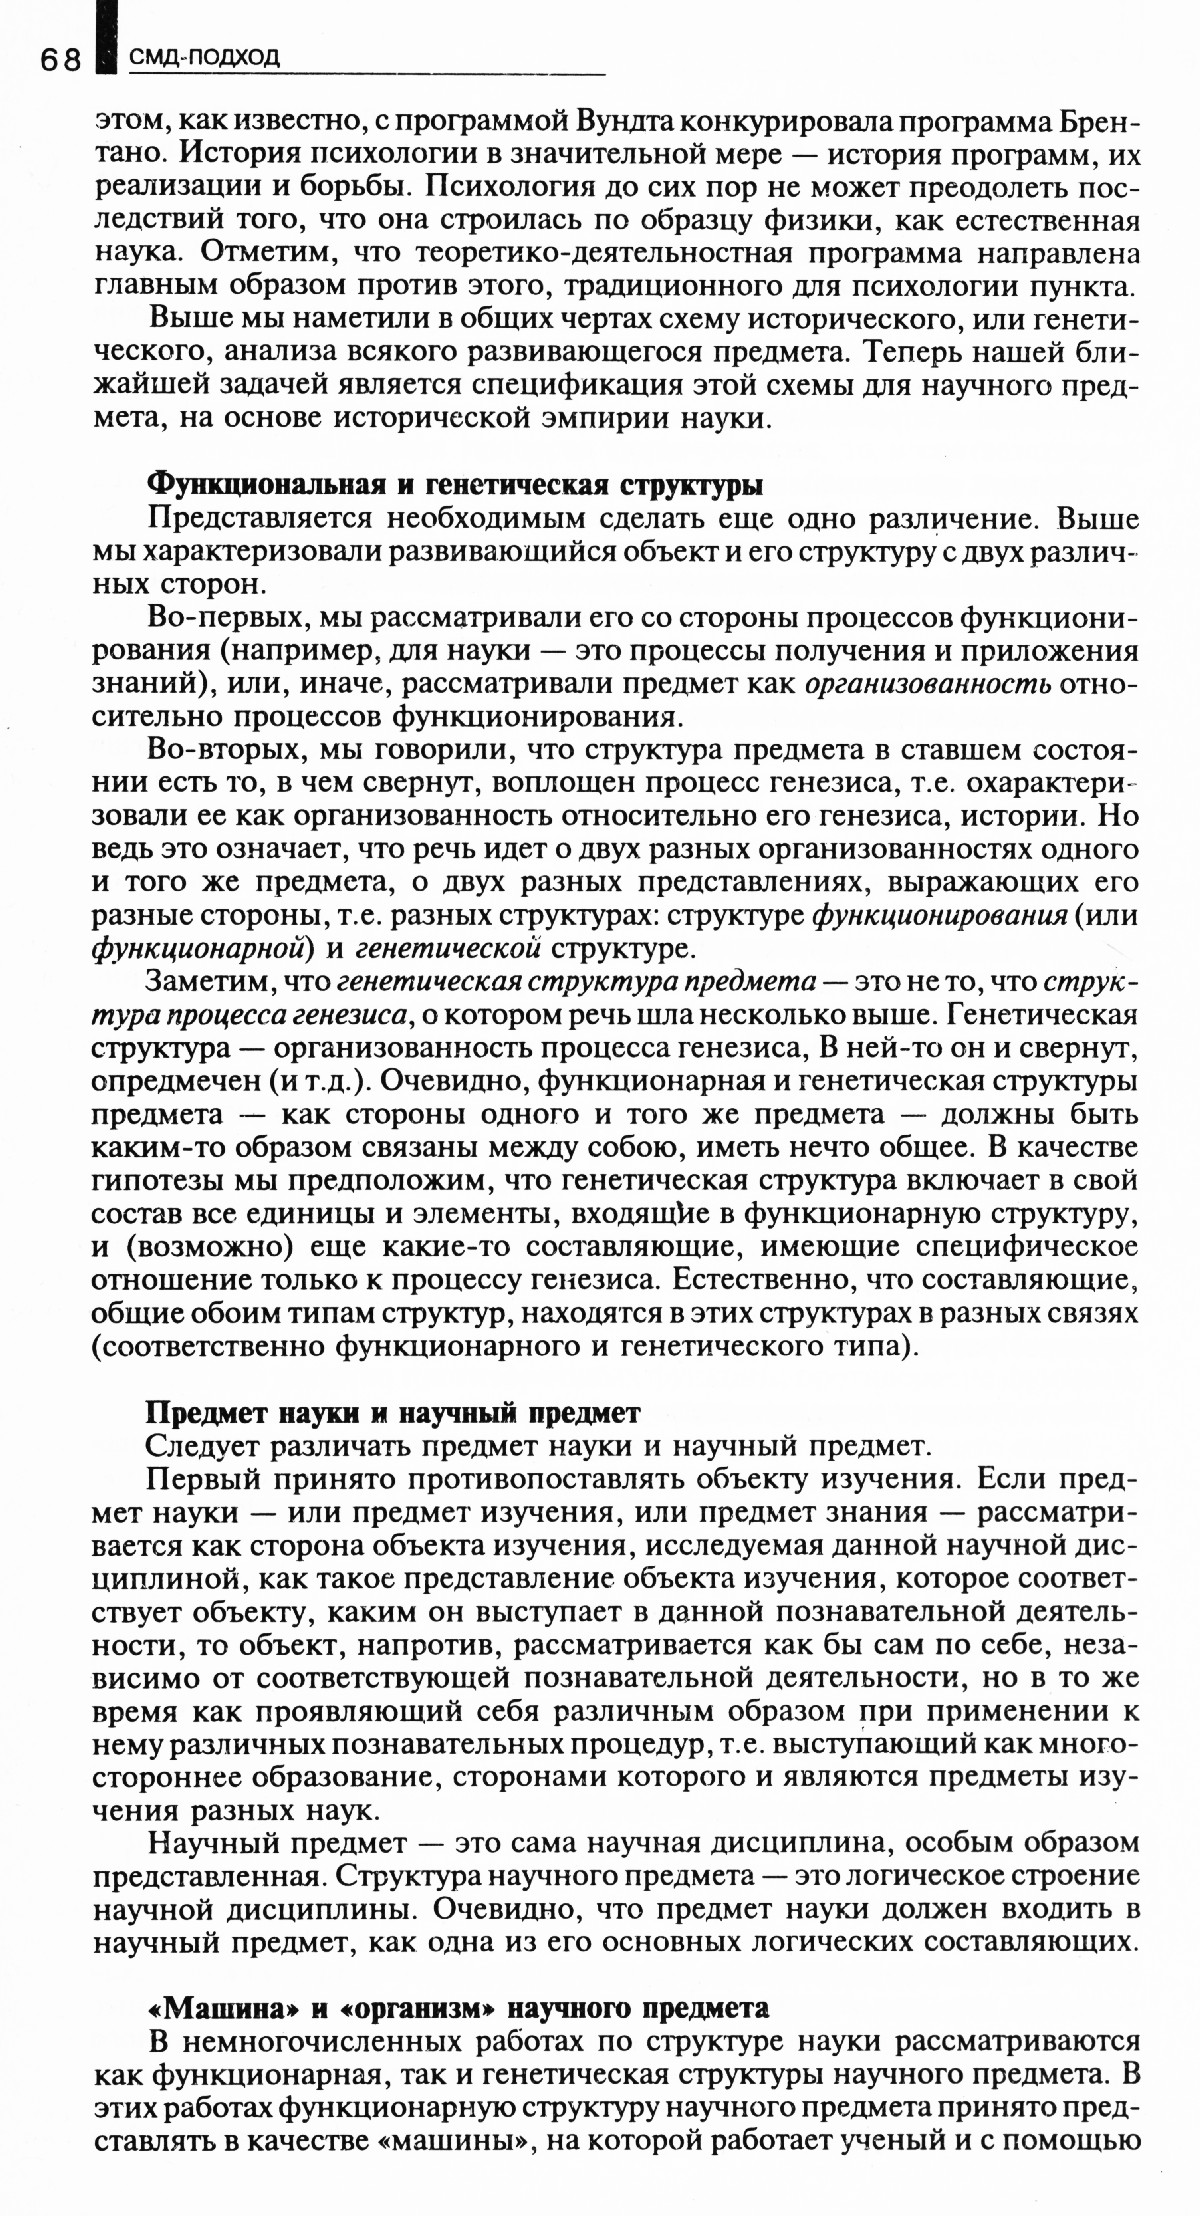 68 СМД-ПОДХОД
этом, как известно, с программой Вундта конкурировала программа Брен-
тано. История психологии в значительной мере — история программ, их
реализации и борьбы. Психология до сих пор не может преодолеть пос-
ледствий того, что она строилась по образцу физики, как естественная
наука. Отметим, что теоретико-деятельностная программа направлена
главным образом против этого, традиционного для психологии пункта.
Выше мы наметили в общих чертах схему исторического, или генети-
ческого, анализа всякого развивающегося предмета. Теперь нашей бли-
жайшей задачей является спецификация этой схемы для научного пред-
мета, на основе исторической эмпирии науки.
Функциональная и генетическая структуры
Представляется необходимым сделать еще одно различение. Выше
мы характеризовали развивающийся объект и его структуру с двух различ-
ных сторон.
Во-первых, мы рассматривали его со стороны процессов функциони-
рования (например, для науки — это процессы получения и приложения
знаний), или, иначе, рассматривали предмет как организованность отно-
сительно процессов функционирования.
Во-вторых, мы говорили, что структура предмета в ставшем состоя-
нии есть то, в чем свернут, воплощен процесс генезиса, т.е. охарактери-
зовали ее как организованность относительно его генезиса, истории. Но
ведь это означает, что речь идет о двух разных организованностях одного
и того же предмета, о двух разных представлениях, выражающих его
разные стороны, т.е. разных структурах: структуре функционирования (или
функционарной) и генетической структуре.
Заметим, что генетическая структура предмета — это не то, что струк-
тура процесса генезиса, о котором речь шла несколько выше. Генетическая
структура — организованность процесса генезиса, В ней-то он и свернут,
опредмечен (и т.д.). Очевидно, функционарная и генетическая структуры
предмета — как стороны одного и того же предмета — должны быть
каким-то образом связаны между собою, иметь нечто общее. В качестве
гипотезы мы предположим, что генетическая структура включает в свой
состав все единицы и элементы, входящие в функционарную структуру,
и (возможно) еще какие-то составляющие, имеющие специфическое
отношение только к процессу генезиса. Естественно, что составляющие,
общие обоим типам структур, находятся в этих структурах в разных связях
(соответственно функционарного и генетического типа).
Предмет науки и научный предмет
Следует различать предмет науки и научный предмет.
Первый принято противопоставлять объекту изучения. Если пред-
мет науки — или предмет изучения, или предмет знания — рассматри-
вается как сторона объекта изучения, исследуемая данной научной дис-
циплиной, как такое представление объекта изучения, которое соответ-
ствует объекту, каким он выступает в данной познавательной деятель-
ности, то объект, напротив, рассматривается как бы сам по себе, неза-
висимо от соответствующей познавательной деятельности, но в то же
время как проявляющий себя различным образом при применении к
нему различных познавательных процедур, т.е. выступающий как много-
стороннее образование, сторонами которого и являются предметы изу-
чения разных наук.
Научный предмет — это сама научная дисциплина, особым образом
представленная. Структура научного предмета — это логическое строение
научной дисциплины. Очевидно, что предмет науки должен входить в
научный предмет, как одна из его основных логических составляющих.
«Машина» и «организм» научного предмета
В немногочисленных работах по структуре науки рассматриваются
как функционарная, так и генетическая структуры научного предмета. В
этих работах функционарную структуру научного предмета принято пред-
ставлять в качестве «машины», на которой работает ученый и с помощью